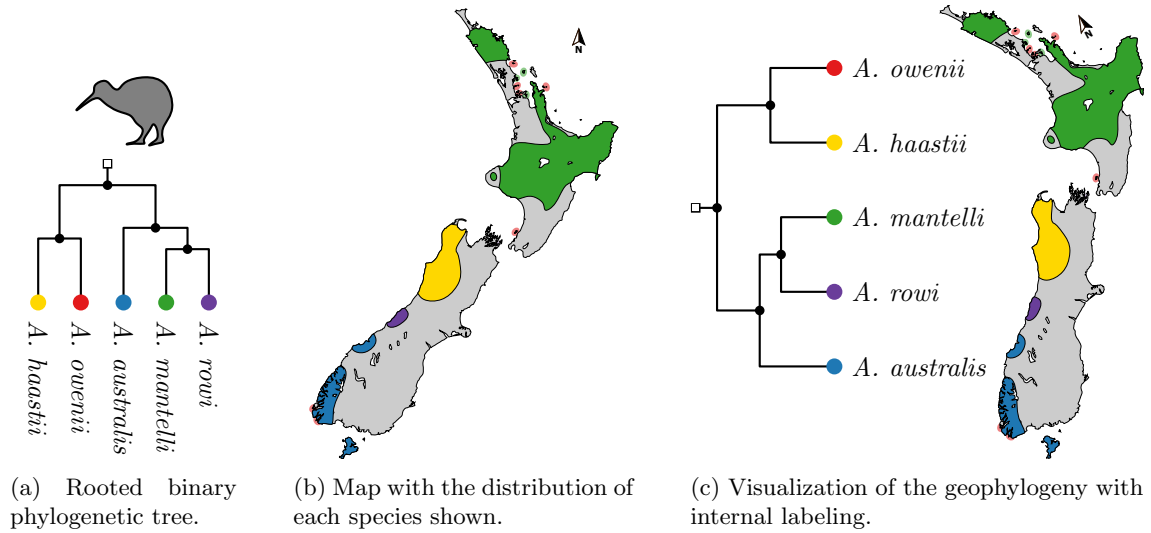 A. haastii
A. owenii
A. australis
A. mantelli
A. rowi
(a) Rooted binary
phylogenetic tree.
N
(b) Map with the distribution of
each species shown.
N
A. owenii
A. haastii
A. mantelli
A. rowi
A. australis
(c) Visualization of the geophylogeny with
internal labeling.